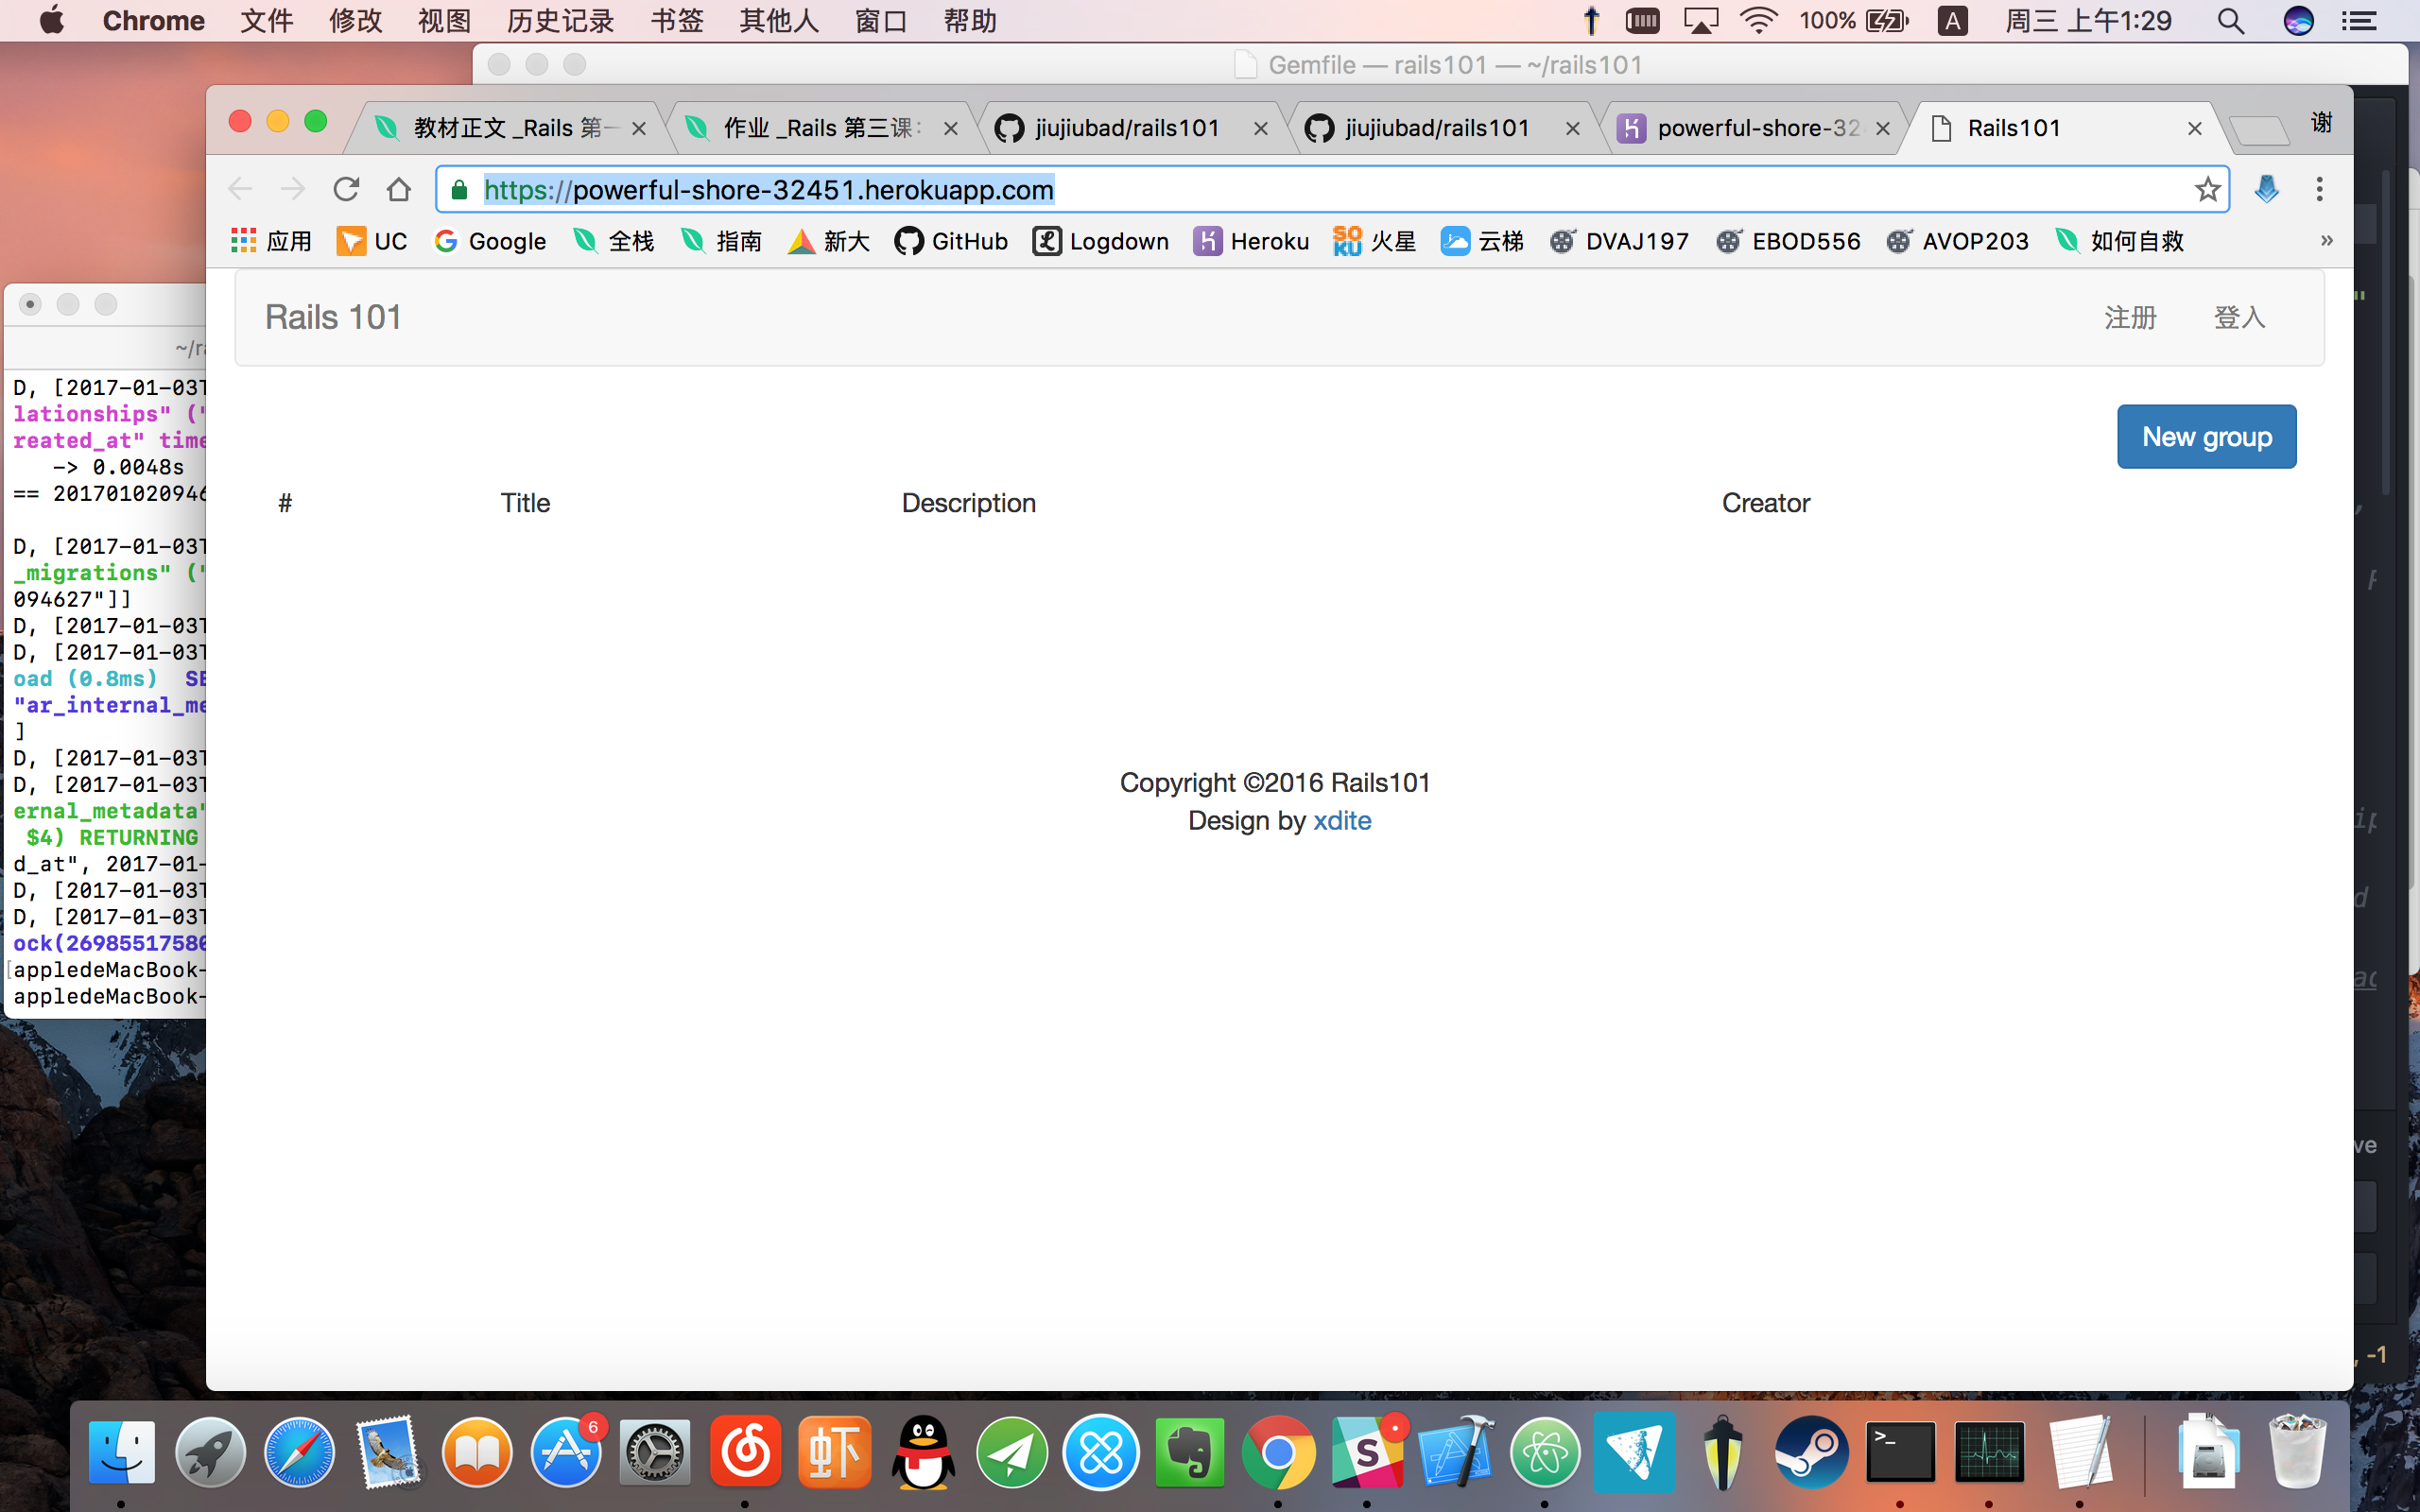 Chrome 文件 修改 视图 历史记录 书签 其他人 窗口 帮助 100% A 周三 上午1:29
Gemfile — rails101 — ~/rails101
教材正文 _Rails 第一 作业 _Rails 第三课: jiujiubad/rails101 jiujiubad/rails101 powerful-shore-32 Rails101 谢
https://powerful-shore-32451.herokuapp.com
应用 UC Google 全栈 指南 新大 GitHub Logdown Heroku SOKU 火星 云梯 DVAJ197 EBOD556 AVOP203 如何自救 »
Rails 101 注册 登入
New group
# Title Description Creator
Copyright ©2016 Rails101
Design by xdite
~/ra
D, [2017-01-03T
lationships" ("
reated_at" time
-> 0.0048s
== 201701020946
D, [2017-01-03T
_migrations" ("
094627"]]
D, [2017-01-03T
D, [2017-01-03T
oad (0.8ms) SE
"ar_internal_me
]
D, [2017-01-03T
D, [2017-01-03T
ernal_metadata"
$4) RETURNING
d_at", 2017-01-
D, [2017-01-03T
D, [2017-01-03T
ock(26985517580
[appledeMacBook-
appledeMacBook-
ve
, -1
6
虾
S
>_